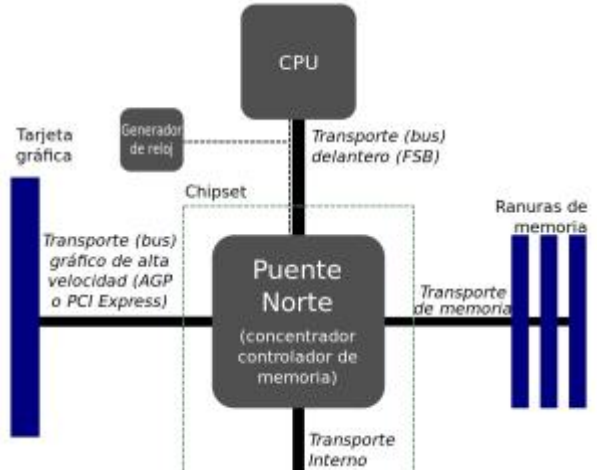 CPU
Generador
de reloj
Transporte (bus)
delantero (FSB)
Tarjeta
gráfica
Chipset
Ranuras de
memoria
Transporte (bus)
gráfico de alta
velocidad (AGP
o PCI Express)
Puente
Norte
(concentrador
controlador de
memoria)
Transporte
de memoria
Transporte
Interno